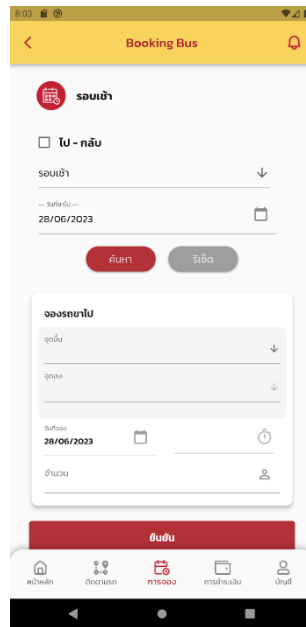 8:03
Booking Bus
รอบเช้า
ไป - กลับ
รอบเช้า
-- วันที่ขาไป --
28/06/2023
ค้นหา
รีเซ็ต
จองรถขาไป
จุดขึ้น
จุดลง
วันที่จอง
28/06/2023
จำนวน
ยืนยัน
หน้าหลัก
ติดตามรถ
การจอง
การชำระเงิน
บัญชี